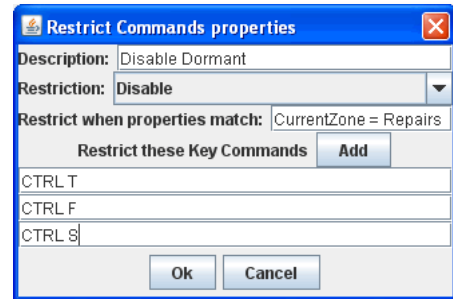 Restrict Commands properties
Description: Disable Dormant
Restriction: Disable
Restrict when properties match: CurrentZone = Repairs
Restrict these Key Commands Add
CTRL T
CTRL F
CTRL S
Ok Cancel